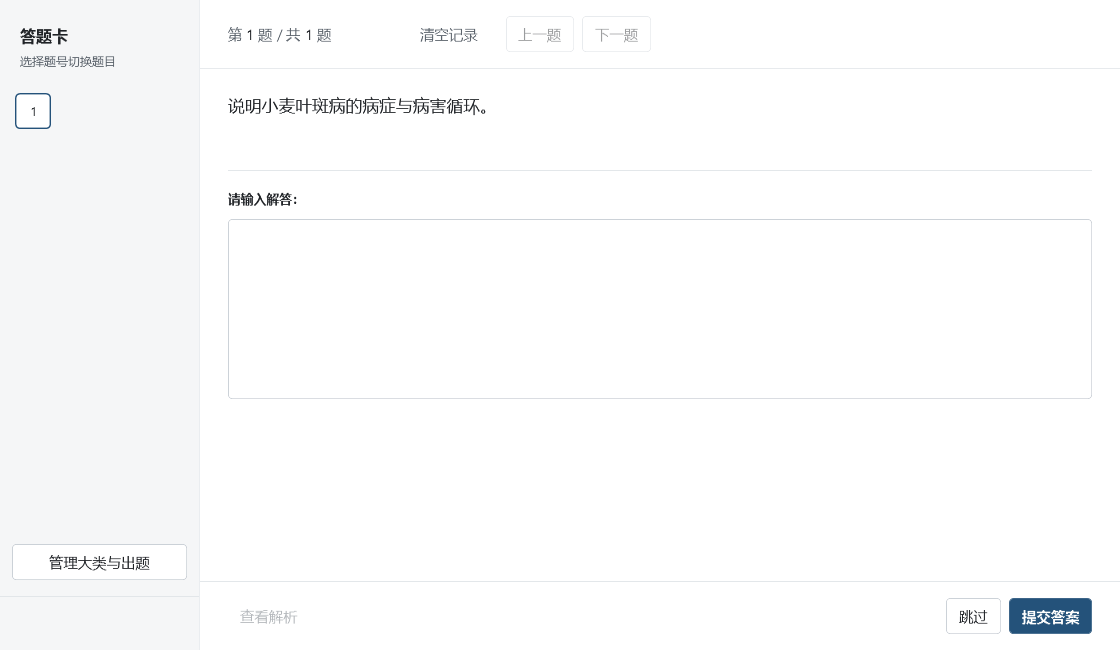 答题卡
选择题号切换题目
1
管理大类与出题
第 1 题 / 共 1 题
清空记录
上一题
下一题
说明小麦叶斑病的病症与病害循环。
请输入解答：
查看解析
跳过
提交答案